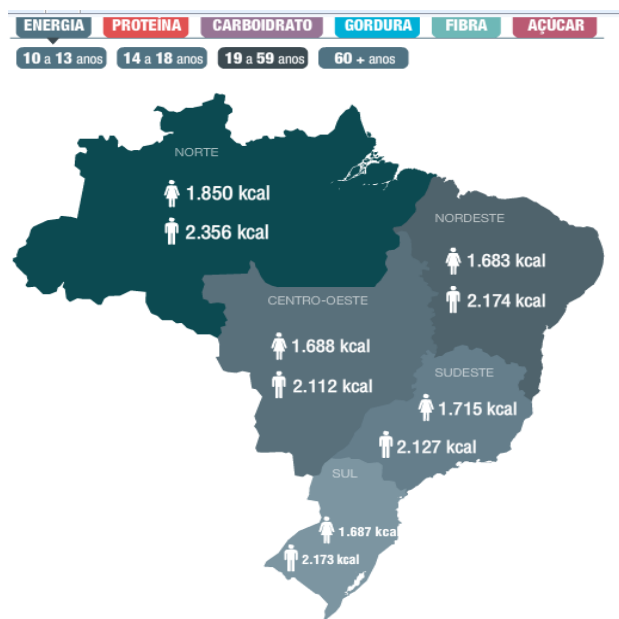 ENERGIA PROTEÍNA CARBOIDRATO GORDURA FIBRA AÇÚCAR
10 a 13 anos 14 a 18 anos 19 a 59 anos 60 + anos
NORTE
1.850 kcal
2.356 kcal
NORDESTE
1.683 kcal
2.174 kcal
CENTRO-OESTE
1.688 kcal
2.112 kcal
SUDESTE
1.715 kcal
2.127 kcal
SUL
1.687 kcal
2.173 kcal